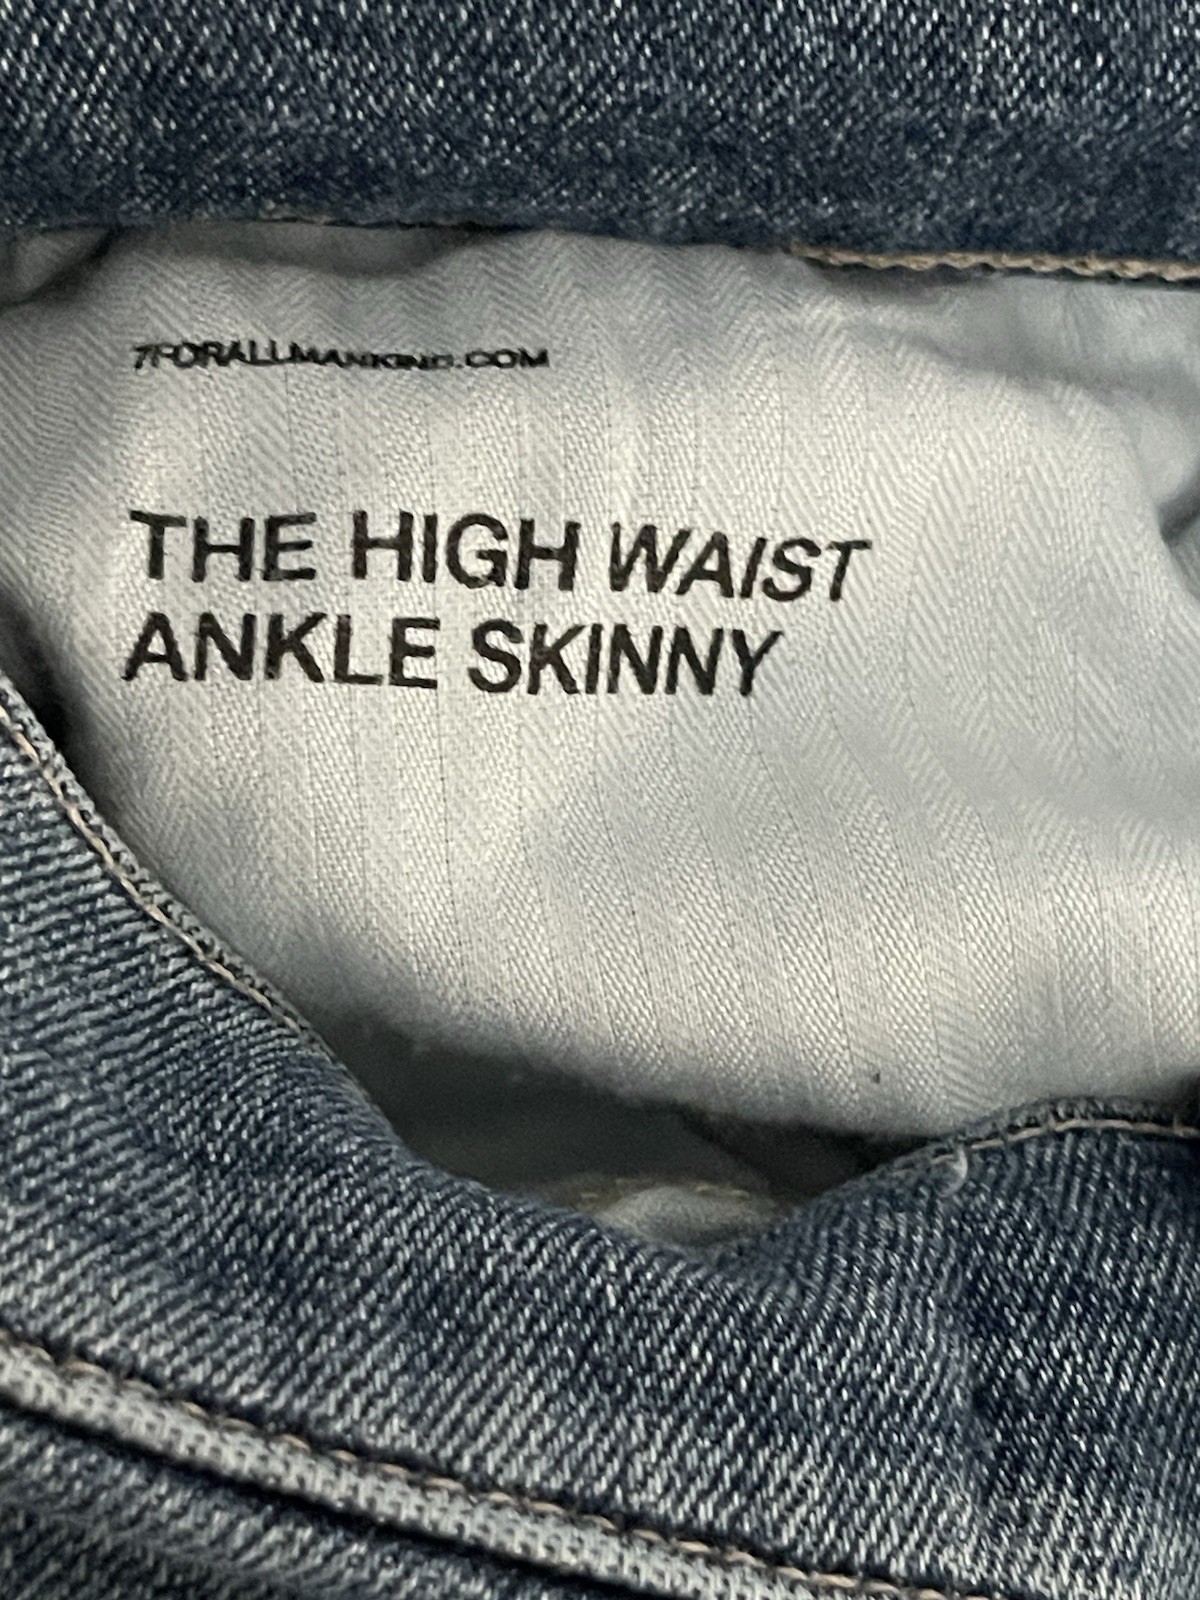 7FORALLMANKIND.COM
THE HIGH WAIST
ANKLE SKINNY